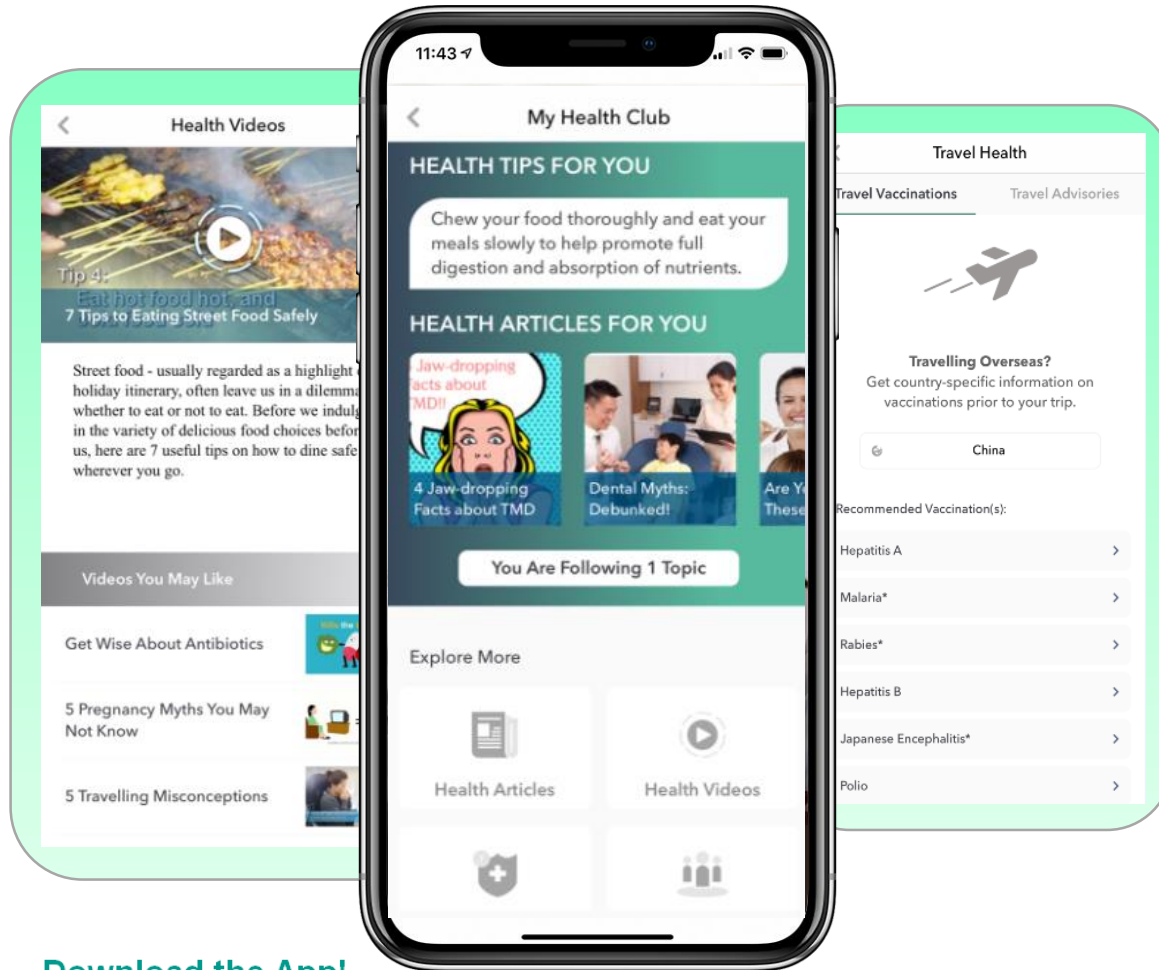 Health Videos
Tip 4:
Eat hot food hot, and
7 Tips to Eating Street Food Safely
Street food - usually regarded as a highlight
holiday itinerary, often leave us in a dilemma
whether to eat or not to eat. Before we indulg
in the variety of delicious food choices befor
us, here are 7 useful tips on how to dine safe
wherever you go.
Videos You May Like
Get Wise About Antibiotics
5 Pregnancy Myths You May
Not Know
5 Travelling Misconceptions
11:43
My Health Club
HEALTH TIPS FOR YOU
Chew your food thoroughly and eat your
meals slowly to help promote full
digestion and absorption of nutrients.
HEALTH ARTICLES FOR YOU
Jaw-dropping
acts about
TMD!!
4 Jaw-dropping
Facts about TMD
Dental Myths:
Debunked!
Are Y
These
You Are Following 1 Topic
Explore More
Health Articles
Health Videos
Travel Health
Travel Vaccinations
Travel Advisories
Travelling Overseas?
Get country-specific information on
vaccinations prior to your trip.
China
Recommended Vaccination(s):
Hepatitis A
Malaria*
Rabies*
Hepatitis B
Japanese Encephalitis*
Polio
Download the App!